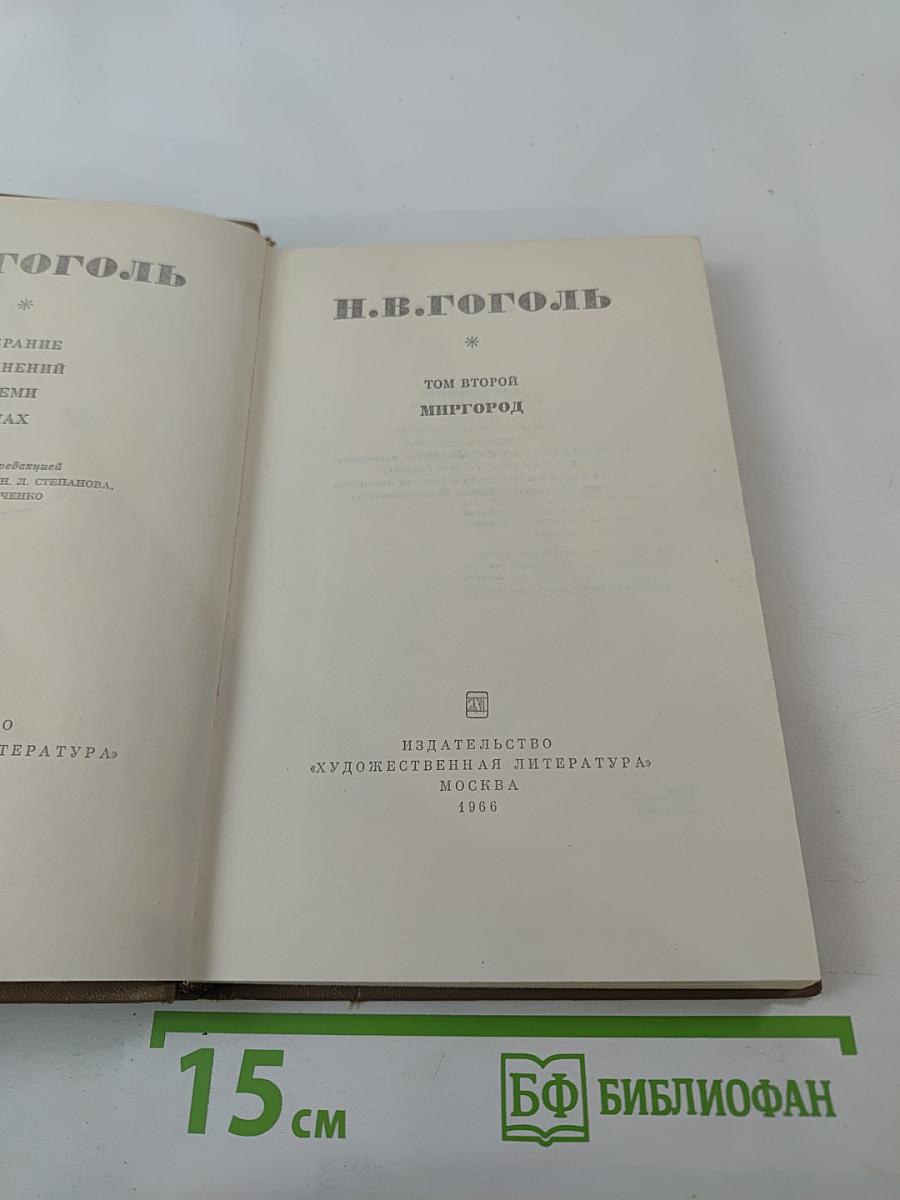 ГОГОЛЬ
*
БРАНИЕ
НЕНИЙ
ЕМИ
АХ
редакцией
Н. Л. СТЕПАНОВА,
ЧЕНКО
О
ТЕРАТУРА»
Н.В.ГОГОЛЬ
*
ТОМ ВТОРОЙ
МИРГОРОД
ИЗДАТЕЛЬСТВО
«ХУДОЖЕСТВЕННАЯ ЛИТЕРАТУРА»
МОСКВА
1966
15 см
БФ БИБЛИОФАН